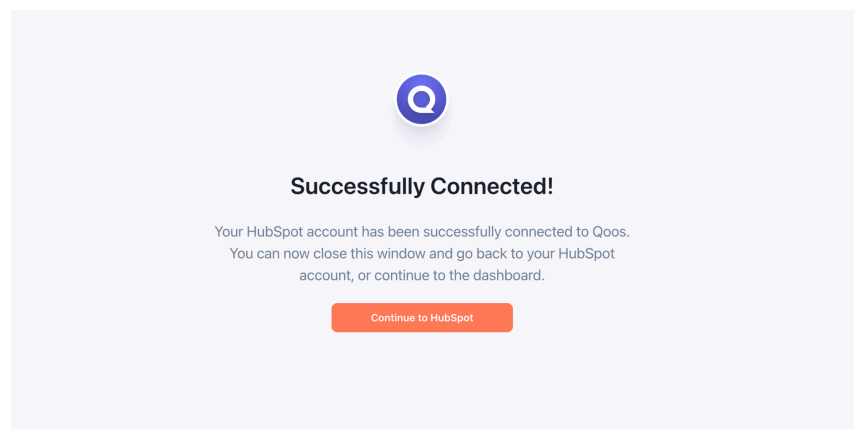 Q
Successfully Connected!
Your HubSpot account has been successfully connected to Qoos.
You can now close this window and go back to your HubSpot
account, or continue to the dashboard.
Continue to HubSpot